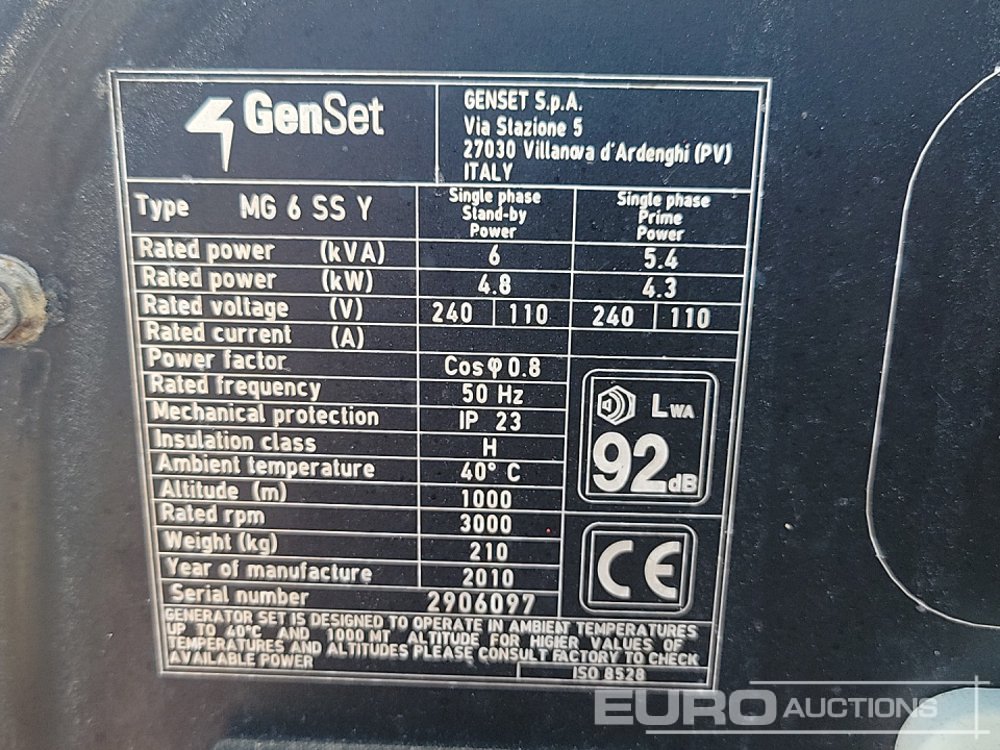 GenSet
GENSET S.p.A.
Via Stazione 5
27030 Villanova d'Ardenghi (PV)
ITALY
Type MG 6 SS Y
Single phase
Stand-by
Power
Single phase
Prime
Power
Rated power (kVA) 6 5.4
Rated power (kW) 4.8 4.3
Rated voltage (V) 240 110 240 110
Rated current (A)
Power factor Cos φ 0.8
Rated frequency 50 Hz
Mechanical protection IP 23
Insulation class H
Ambient temperature 40° C
Altitude (m) 1000
Rated rpm 3000
Weight (kg) 210
Year of manufacture 2010
Serial number 2906097
LWA
92dB
CE
GENERATOR SET IS DESIGNED TO OPERATE IN AMBIENT TEMPERATURES
UP TO 40°C AND 1000 MT ALTITUDE FOR HIGIER VALUES OF
TEMPERATURES AND ALTITUDES PLEASE CONSULT FACTORY TO CHECK
AVAILABLE POWER
ISO 8528
EURO AUCTIONS